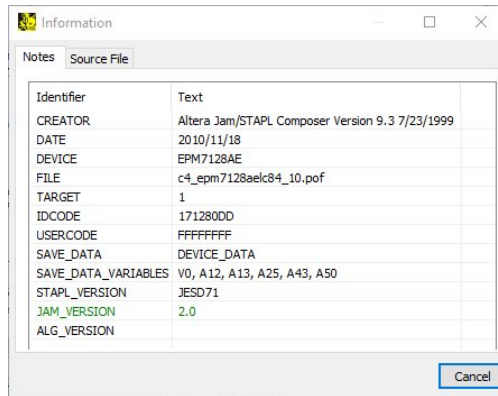 Information
Notes Source File
Identifier Text
CREATOR Altera Jam/STAPL Composer Version 9.3 7/23/1999
DATE 2010/11/18
DEVICE EPM7128AE
FILE c4_epm7128aelc84_10.pof
TARGET 1
IDCODE 171280DD
USERCODE FFFFFFFF
SAVE_DATA DEVICE_DATA
SAVE_DATA_VARIABLES V0, A12, A13, A25, A43, A50
STAPL_VERSION JESD71
JAM_VERSION 2.0
ALG_VERSION
Cancel